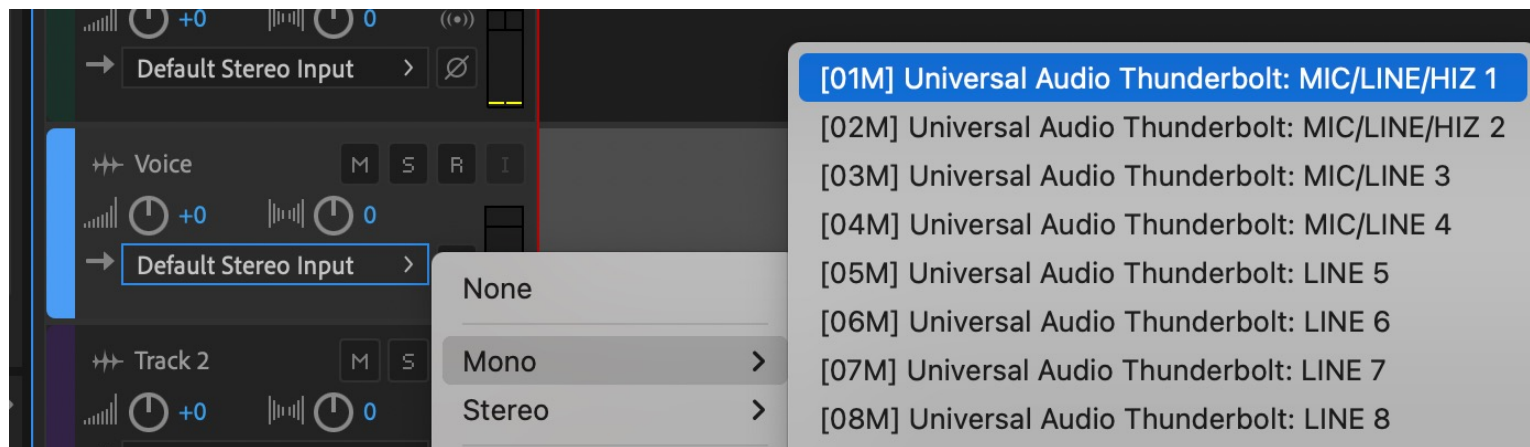 +0 0 ((•))
Default Stereo Input > Ø
Voice M S R I
+0 0
Default Stereo Input >
Track 2 M S
+0 0
None
Mono >
Stereo >
[01M] Universal Audio Thunderbolt: MIC/LINE/HIZ 1
[02M] Universal Audio Thunderbolt: MIC/LINE/HIZ 2
[03M] Universal Audio Thunderbolt: MIC/LINE 3
[04M] Universal Audio Thunderbolt: MIC/LINE 4
[05M] Universal Audio Thunderbolt: LINE 5
[06M] Universal Audio Thunderbolt: LINE 6
[07M] Universal Audio Thunderbolt: LINE 7
[08M] Universal Audio Thunderbolt: LINE 8